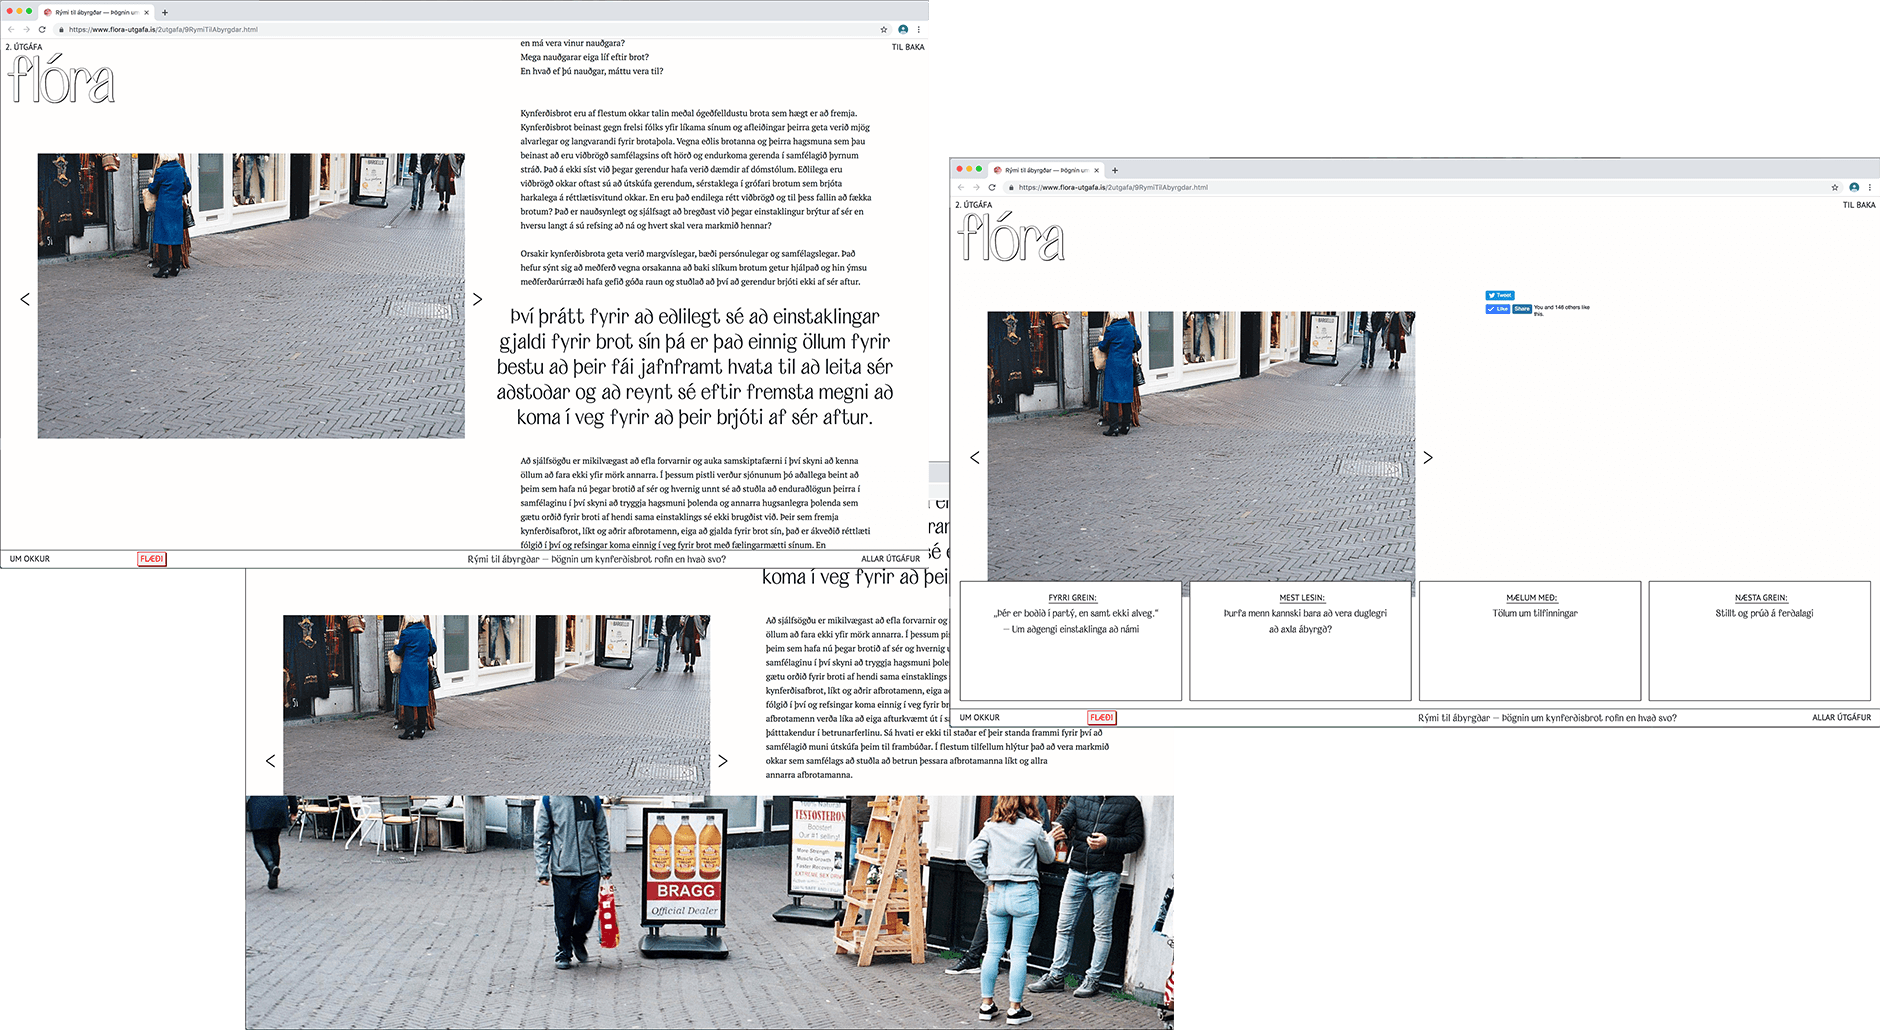 Rými til ábyrgðar — Þögnin um
https://www.flora-utgafa.is/2utgafa/9RymiTilAbyrgdar.html
2. ÚTGÁFA
TIL BAKA
flóra
en má vera vinur nauðgara?
Mega nauðgarar eiga líf eftir brot?
En hvað ef þú nauðgar, máttu vera til?
Kynferðisbrot eru af flestum okkar talin meðal ógeðfelldustu brota sem hægt er að fremja.
Kynferðisbrot beinast gegn frelsi fólks yfir líkama sínum og afleiðingar þeirra geta verið mjög
alvarlegar og langvarandi fyrir brotaþola. Vegna eðlis brotanna og þeirra hagsmuna sem þau
beinast að eru viðbrögð samfélagsins oft hörð og endurkoma gerenda í samfélagið þyrnum
stráð. Það á ekki síst við þegar gerendur hafa verið dæmdir af dómstólum. Eðlilega eru
viðbrögð okkar oftast sú að útskúfa gerendum, sérstaklega í grófari brotum sem brjóta
harkalega á réttlætisvitund okkar. En eru það endilega rétt viðbrögð og til þess fallin að fækka
brotum? Það er nauðsynlegt og sjálfsagt að bregðast við þegar einstaklingur brýtur af sér en
hversu langt á sú refsing að ná og hvert skal vera markmið hennar?
Orsakir kynferðisbrota geta verið margvíslegar, bæði persónulegar og samfélagslegar. Það
hefur sýnt sig að meðferð vegna orsakanna að baki slíkum brotum getur hjálpað og hin ýmsu
meðferðarúrræði hafa gefið góða raun og stuðlað að því að gerendur brjóti ekki af sér aftur.
Því þrátt fyrir að eðlilegt sé að einstaklingar
gjaldi fyrir brot sín þá er það einnig öllum fyrir
bestu að þeir fái jafnframt hvata til að leita sér
aðstoðar og að reynt sé eftir fremsta megni að
koma í veg fyrir að þeir brjóti af sér aftur.
Að sjálfsögðu er mikilvægast að efla forvarnir og auka samskiptafærni í því skyni að kenna
öllum að fara ekki yfir mörk annarra. Í þessum pistli verður sjónunum þó aðallega beint að
þeim sem hafa nú þegar brotið af sér og hvernig unnt sé að stuðla að enduraðlögun þeirra í
samfélaginu í því skyni að tryggja hagsmuni þolenda og annarra hugsanlegra þolenda sem
gætu orðið fyrir broti af hendi sama einstaklings sé ekki brugðist við. Þeir sem fremja
kynferðisafbrot, líkt og aðrir afbrotamenn, eiga að gjalda fyrir brot sín, það er ákveðið réttlæti
fólgið í því og refsingar koma einnig í veg fyrir brot með fælingarmætti sínum. En
UM OKKUR
FLÆÐI
Rými til ábyrgðar — Þögnin um kynferðisbrot rofin en hvað svo?
ALLAR ÚTGÁFUR
Rými til ábyrgðar — Þögnin um
https://www.flora-utgafa.is/2utgafa/9RymiTilAbyrgdar.html
2. ÚTGÁFA
TIL BAKA
flóra
Tweet
Like
Share
You and 146 others like
this.
FYRRI GREIN:
„Þér er boðið í partý, en samt ekki alveg.“
— Um aðgengi einstaklinga að námi
MEST LESIN:
Þurfa menn kannski bara að vera duglegri
að axla ábyrgð?
MÆLUM MEÐ:
Tölum um tilfinningar
NÆSTA GREIN:
Stillt og prúð á ferðalagi
UM OKKUR
FLÆÐI
Rými til ábyrgðar — Þögnin um kynferðisbrot rofin en hvað svo?
ALLAR ÚTGÁFUR
koma í veg fyrir að þei
Að sjálfsögðu er mikilvægast að efla forvarnir og
öllum að fara ekki yfir mörk annarra. Í þessum pi
þeim sem hafa nú þegar brotið af sér og hvernig u
samfélaginu í því skyni að tryggja hagsmuni þole
gætu orðið fyrir broti af hendi sama einstaklings
kynferðisafbrot, líkt og aðrir afbrotamenn, eiga a
fólgið í því og refsingar koma einnig í veg fyrir br
afbrotamenn verða líka að eiga afturkvæmt út í sa
þátttakendur í betrunarferlinu. Sá hvati er ekki til staðar ef þeir standa frammi fyrir því að
samfélagið muni útskúfa þeim til frambúðar. Í flestum tilfellum hlýtur það að vera markmið
okkar sem samfélags að stuðla að betrun þessara afbrotamanna líkt og allra
annarra afbrotamanna.
BRAGG
Official Dealer
100% Natural
TESTOSTERON
Booster!
Our #1 selling!
More Strength
Muscle Growth
Faster Recovery